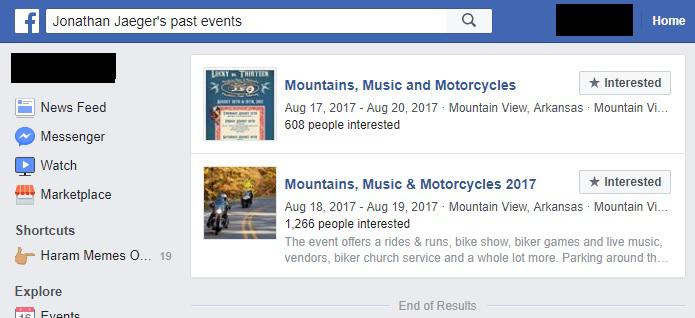 f
Jonathan Jaeger's past events
Home
News Feed
Messenger
Watch
Marketplace
Shortcuts
Haram Memes O... 19
Explore
Events
LUCKY THIRTEEN
Mountains, Music and Motorcycles
★ Interested
Aug 17, 2017 - Aug 20, 2017 · Mountain View, Arkansas · Mountain Vi...
608 people interested
Mountains, Music & Motorcycles 2017
★ Interested
Aug 18, 2017 - Aug 19, 2017 · Mountain View, Arkansas · Mountain Vi...
1,266 people interested
The event offers a rides & runs, bike show, biker games and live music,
vendors, biker church service and a whole lot more. Parking around th...
End of Results